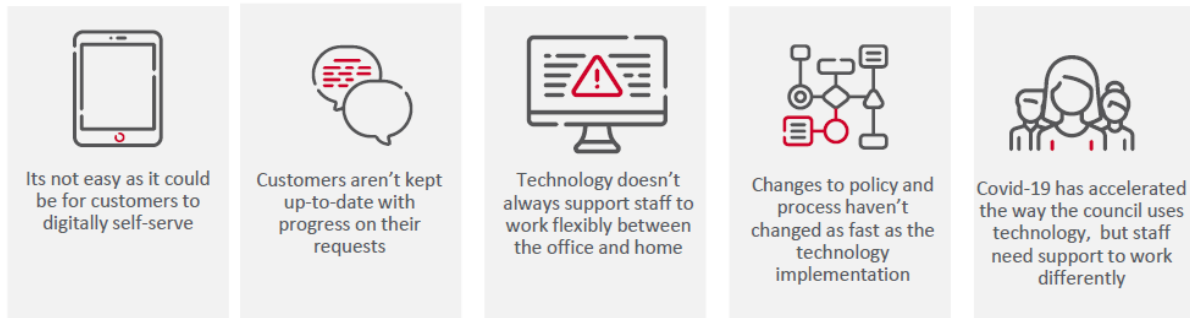 Its not easy as it could
be for customers to
digitally self-serve
Customers aren't kept
up-to-date with
progress on their
requests
Technology doesn't
always support staff to
work flexibly between
the office and home
Changes to policy and
process haven't
changed as fast as the
technology
implementation
Covid-19 has accelerated
the way the council uses
technology, but staff
need support to work
differently